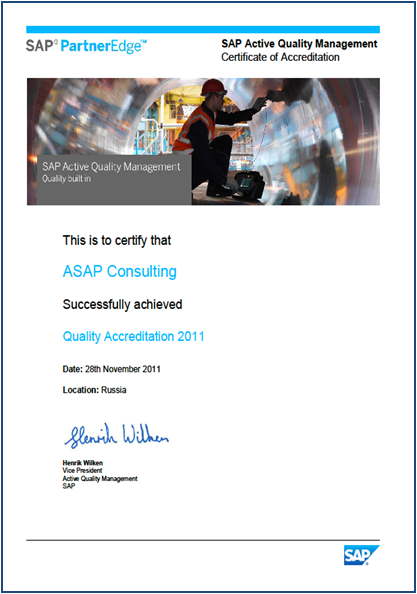 SAP® PartnerEdge™
SAP Active Quality Management
Certificate of Accreditation
SAP Active Quality Management
Quality built in
This is to certify that
ASAP Consulting
Successfully achieved
Quality Accreditation 2011
Date: 28th November 2011
Location: Russia
Henrik Wilken
Henrik Wilken
Vice President
Active Quality Management
SAP
SAP